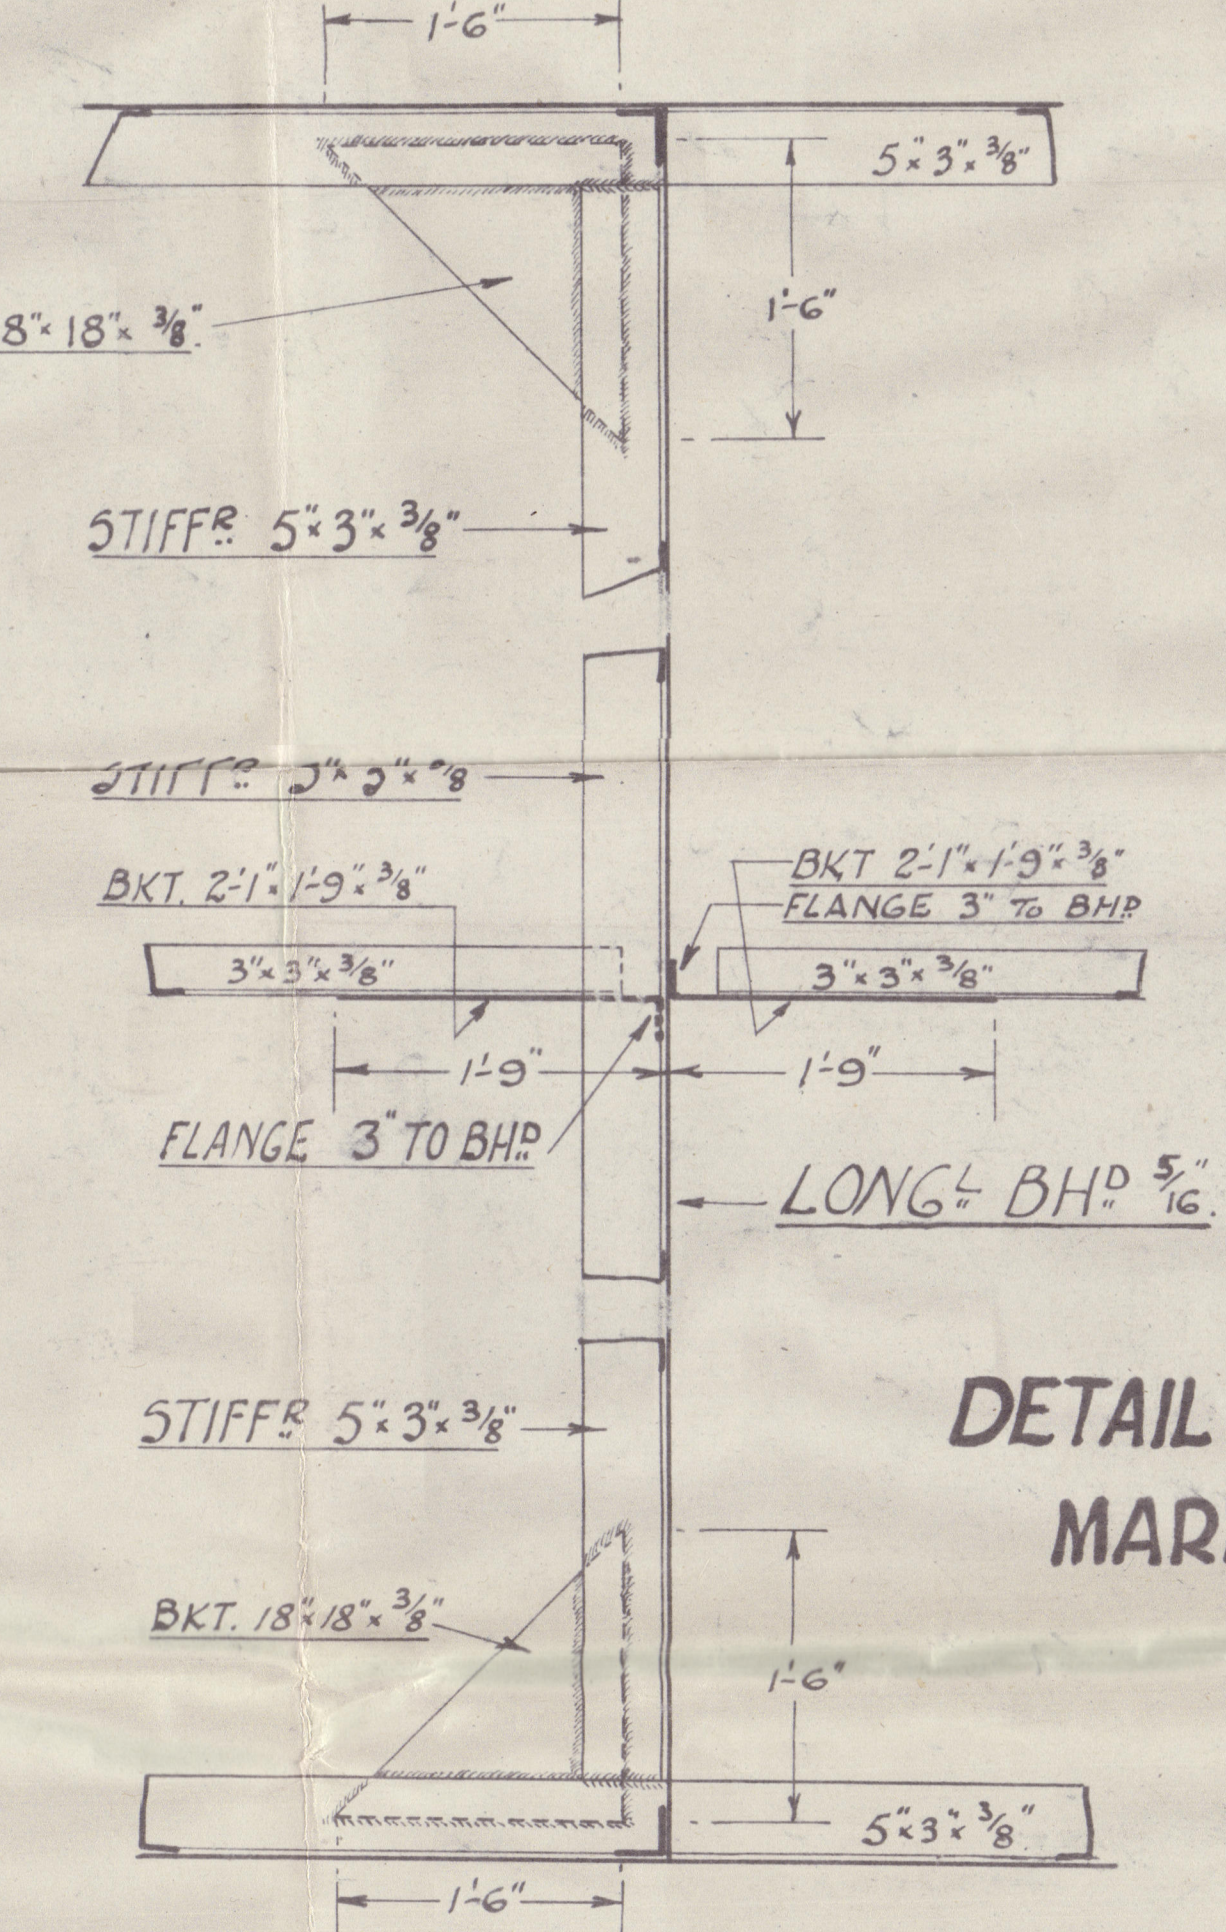 1'-6"
5" × 3" × 3/8"
8" × 18" × 3/8".
1'-6"
STIFFR 5" × 3" × 3/8"
STIFFR
BKT. 2'-1" × 1'-9" × 3/8"
BKT 2'-1" × 1'-9" × 3/8"
FLANGE 3" TO BHD
3" × 3" × 3/8"
3" × 3" × 3/8"
1'-9"
1'-9"
FLANGE 3" TO BHD
LONGL BHD 5/16".
STIFFR 5" × 3" × 3/8"
DETAIL
MAR
BKT. 18" × 18" × 3/8"
1'-6"
5" × 3" × 3/8"
1'-6"